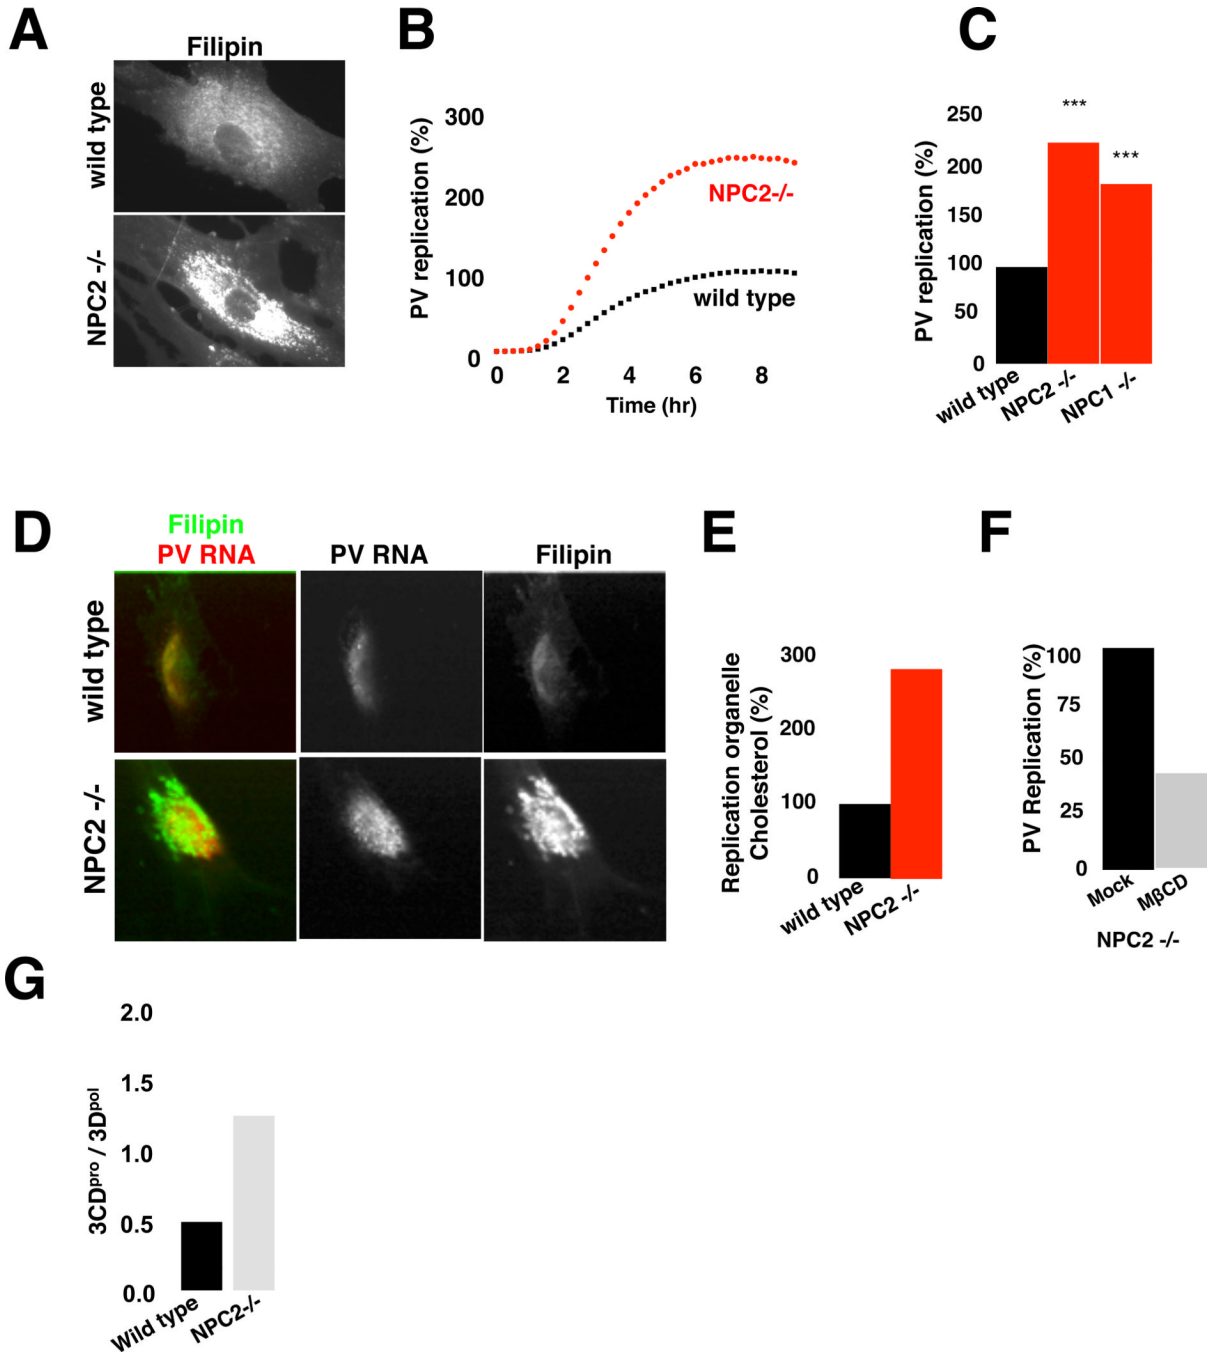 A
Filipin
wild type
NPC2 -/-
B
PV replication (%)
300
200
100
0
NPC2-/-
wild type
0 2 4 6 8
Time (hr)
C
PV replication (%)
250
200
150
100
50
0
***
***
wild type
NPC2 -/-
NPC1 -/-
D
Filipin
PV RNA
PV RNA
Filipin
wild type
NPC2 -/-
E
Replication organelle
Cholesterol (%)
300
200
100
0
wild type
NPC2 -/-
F
PV Replication (%)
100
75
50
25
0
Mock
MβCD
NPC2 -/-
G
3CDpro / 3Dpol
2.0
1.5
1.0
0.5
0.0
Wild type
NPC2-/-